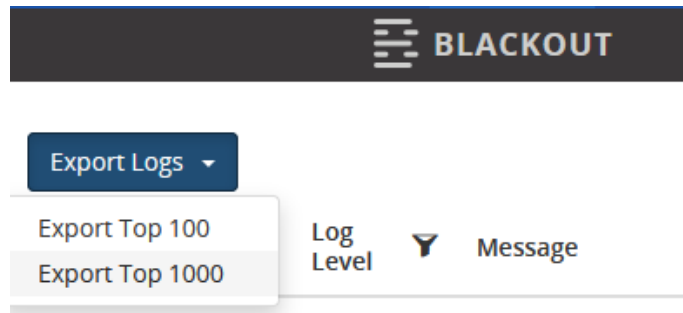 BLACKOUT
Export Logs
Export Top 100
Export Top 1000
Log
Level
Message